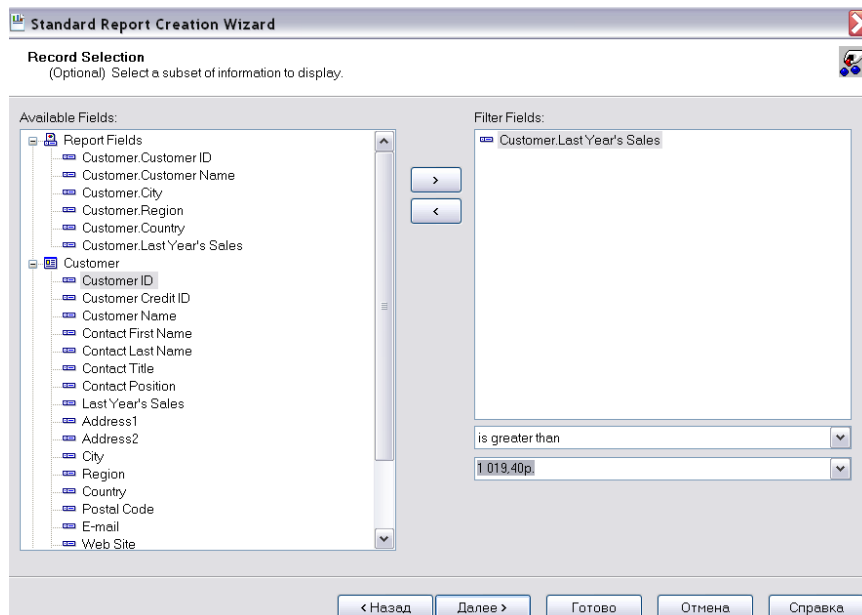 Standard Report Creation Wizard
Record Selection
(Optional) Select a subset of information to display.
Available Fields:
Report Fields
Customer.Customer ID
Customer.Customer Name
Customer.City
Customer.Region
Customer.Country
Customer.Last Year's Sales
Customer
Customer ID
Customer Credit ID
Customer Name
Contact First Name
Contact Last Name
Contact Title
Contact Position
Last Year's Sales
Address1
Address2
City
Region
Country
Postal Code
E-mail
Web Site
>
<
Filter Fields:
Customer.Last Year's Sales
is greater than
1 019,40р.
< Назад
Далее >
Готово
Отмена
Справка